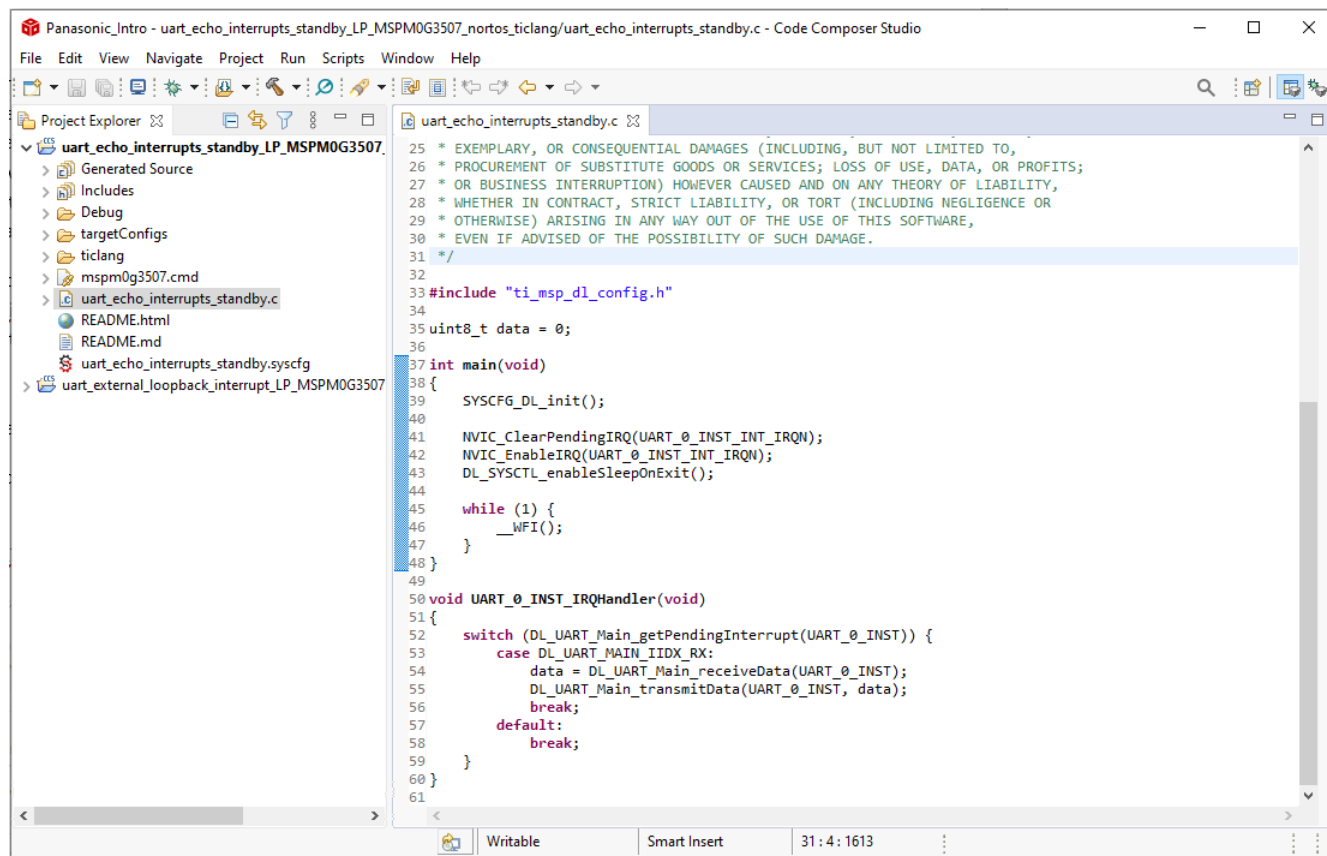 Panasonic_Intro - uart_echo_interrupts_standby_LP_MSPM0G3507_nortos_ticlang/uart_echo_interrupts_standby.c - Code Composer Studio
File Edit View Navigate Project Run Scripts Window Help
Project Explorer
uart_echo_interrupts_standby_LP_MSPM0G3507_
Generated Source
Includes
Debug
targetConfigs
ticlang
mspm0g3507.cmd
uart_echo_interrupts_standby.c
README.html
README.md
uart_echo_interrupts_standby.syscfg
uart_external_loopback_interrupt_LP_MSPM0G3507
uart_echo_interrupts_standby.c
25 * EXEMPLARY, OR CONSEQUENTIAL DAMAGES (INCLUDING, BUT NOT LIMITED TO,
26 * PROCUREMENT OF SUBSTITUTE GOODS OR SERVICES; LOSS OF USE, DATA, OR PROFITS;
27 * OR BUSINESS INTERRUPTION) HOWEVER CAUSED AND ON ANY THEORY OF LIABILITY,
28 * WHETHER IN CONTRACT, STRICT LIABILITY, OR TORT (INCLUDING NEGLIGENCE OR
29 * OTHERWISE) ARISING IN ANY WAY OUT OF THE USE OF THIS SOFTWARE,
30 * EVEN IF ADVISED OF THE POSSIBILITY OF SUCH DAMAGE.
31 */
32
33 #include "ti_msp_dl_config.h"
34
35 uint8_t data = 0;
36
37 int main(void)
38 {
39     SYSCFG_DL_init();
40
41     NVIC_ClearPendingIRQ(UART_0_INST_INT_IRQN);
42     NVIC_EnableIRQ(UART_0_INST_INT_IRQN);
43     DL_SYSCTL_enableSleepOnExit();
44
45     while (1) {
46         __WFI();
47     }
48 }
49
50 void UART_0_INST_IRQHandler(void)
51 {
52     switch (DL_UART_Main_getPendingInterrupt(UART_0_INST)) {
53         case DL_UART_MAIN_IIDX_RX:
54             data = DL_UART_Main_receiveData(UART_0_INST);
55             DL_UART_Main_transmitData(UART_0_INST, data);
56             break;
57         default:
58             break;
59     }
60 }
61
Writable Smart Insert 31 : 4 : 1613